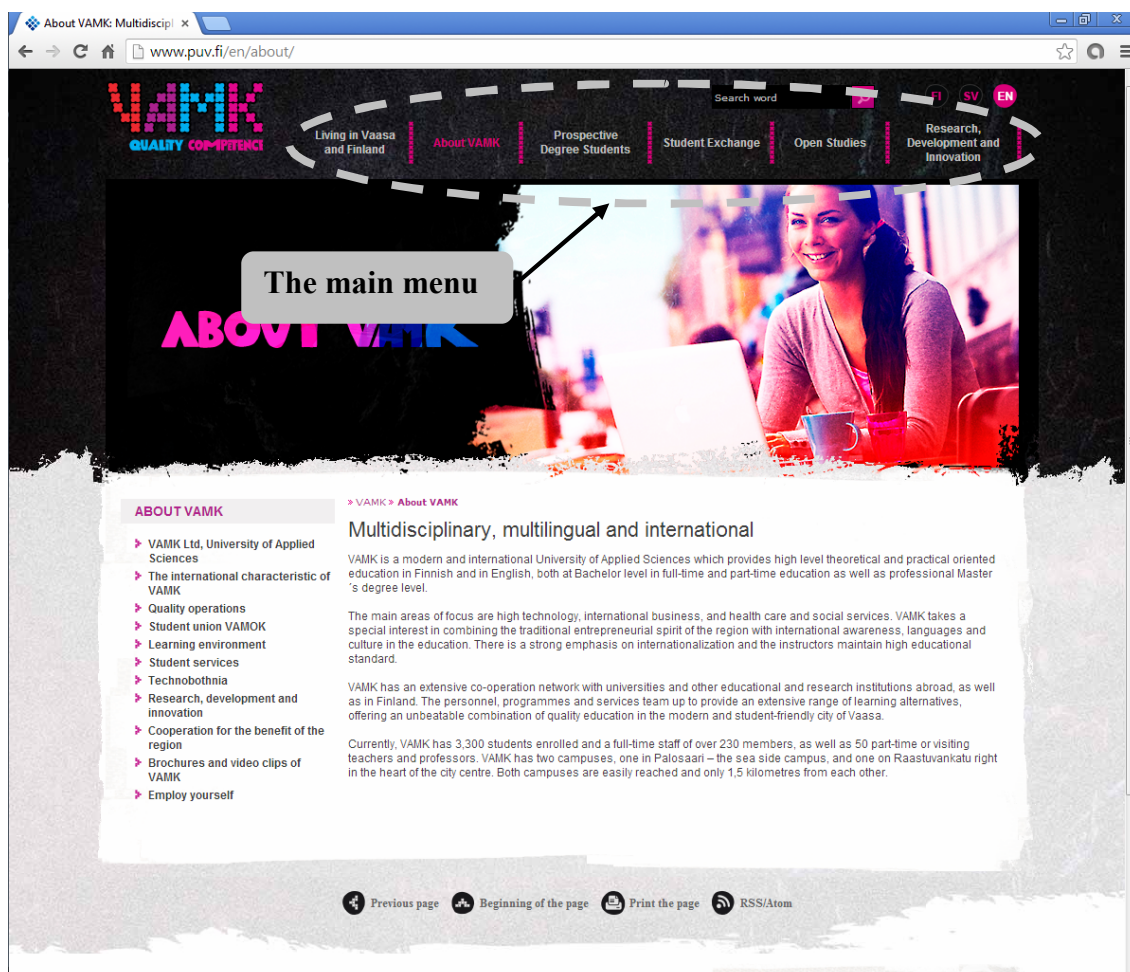 About VAMK: Multidiscipl
www.puv.fi/en/about/
VAMK
QUALITY COMPETENCE
Search word
FI SV EN
Living in Vaasa
and Finland
About VAMK
Prospective
Degree Students
Student Exchange
Open Studies
Research,
Development and
Innovation
The main menu
ABOUT VAMK
ABOUT VAMK
VAMK Ltd, University of Applied
Sciences
The international characteristic of
VAMK
Quality operations
Student union VAMOK
Learning environment
Student services
Technobothnia
Research, development and
innovation
Cooperation for the benefit of the
region
Brochures and video clips of
VAMK
Employ yourself
» VAMK » About VAMK
Multidisciplinary, multilingual and international
VAMK is a modern and international University of Applied Sciences which provides high level theoretical and practical oriented
education in Finnish and in English, both at Bachelor level in full-time and part-time education as well as professional Master
´s degree level.
The main areas of focus are high technology, international business, and health care and social services. VAMK takes a
special interest in combining the traditional entrepreneurial spirit of the region with international awareness, languages and
culture in the education. There is a strong emphasis on internationalization and the instructors maintain high educational
standard.
VAMK has an extensive co-operation network with universities and other educational and research institutions abroad, as well
as in Finland. The personnel, programmes and services team up to provide an extensive range of learning alternatives,
offering an unbeatable combination of quality education in the modern and student-friendly city of Vaasa.
Currently, VAMK has 3,300 students enrolled and a full-time staff of over 230 members, as well as 50 part-time or visiting
teachers and professors. VAMK has two campuses, one in Palosaari – the sea side campus, and one on Raastuvankatu right
in the heart of the city centre. Both campuses are easily reached and only 1,5 kilometres from each other.
Previous page Beginning of the page Print the page RSS/Atom